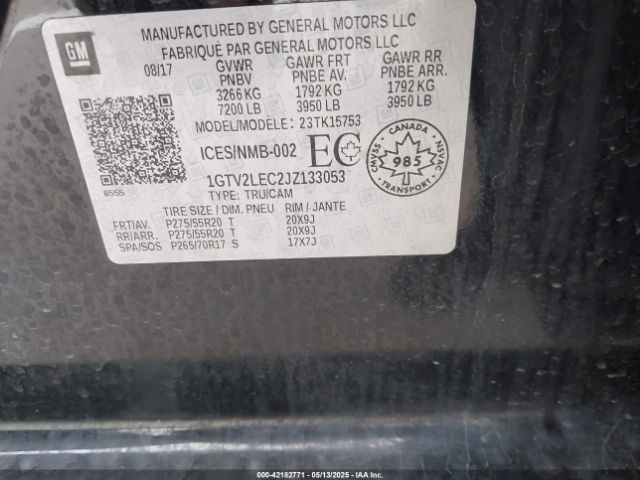 GM
MANUFACTURED BY GENERAL MOTORS LLC
FABRIQUÉ PAR GENERAL MOTORS LLC
08/17 GVWR GAWR FRT GAWR RR
PNBV PNBE AV. PNBE ARR.
3266 KG 1792 KG 1792 KG
7200 LB 3950 LB 3950 LB
MODEL/MODÈLE: 23TK15753
ICES/NMB-002 EC
CANADA
CMVSS 985 NSVAC
TRANSPORT
8555
1GTV2LEC2JZ133053
TYPE: TRU/CAM
TIRE SIZE / DIM. PNEU RIM / JANTE
FRT/AV. P275/55R20 T 20X9J
RR/ARR. P275/55R20 T 20X9J
SPA/SOS P265/70R17 S 17X7J
000-42182771 - 05/13/2025 - IAAI.CA